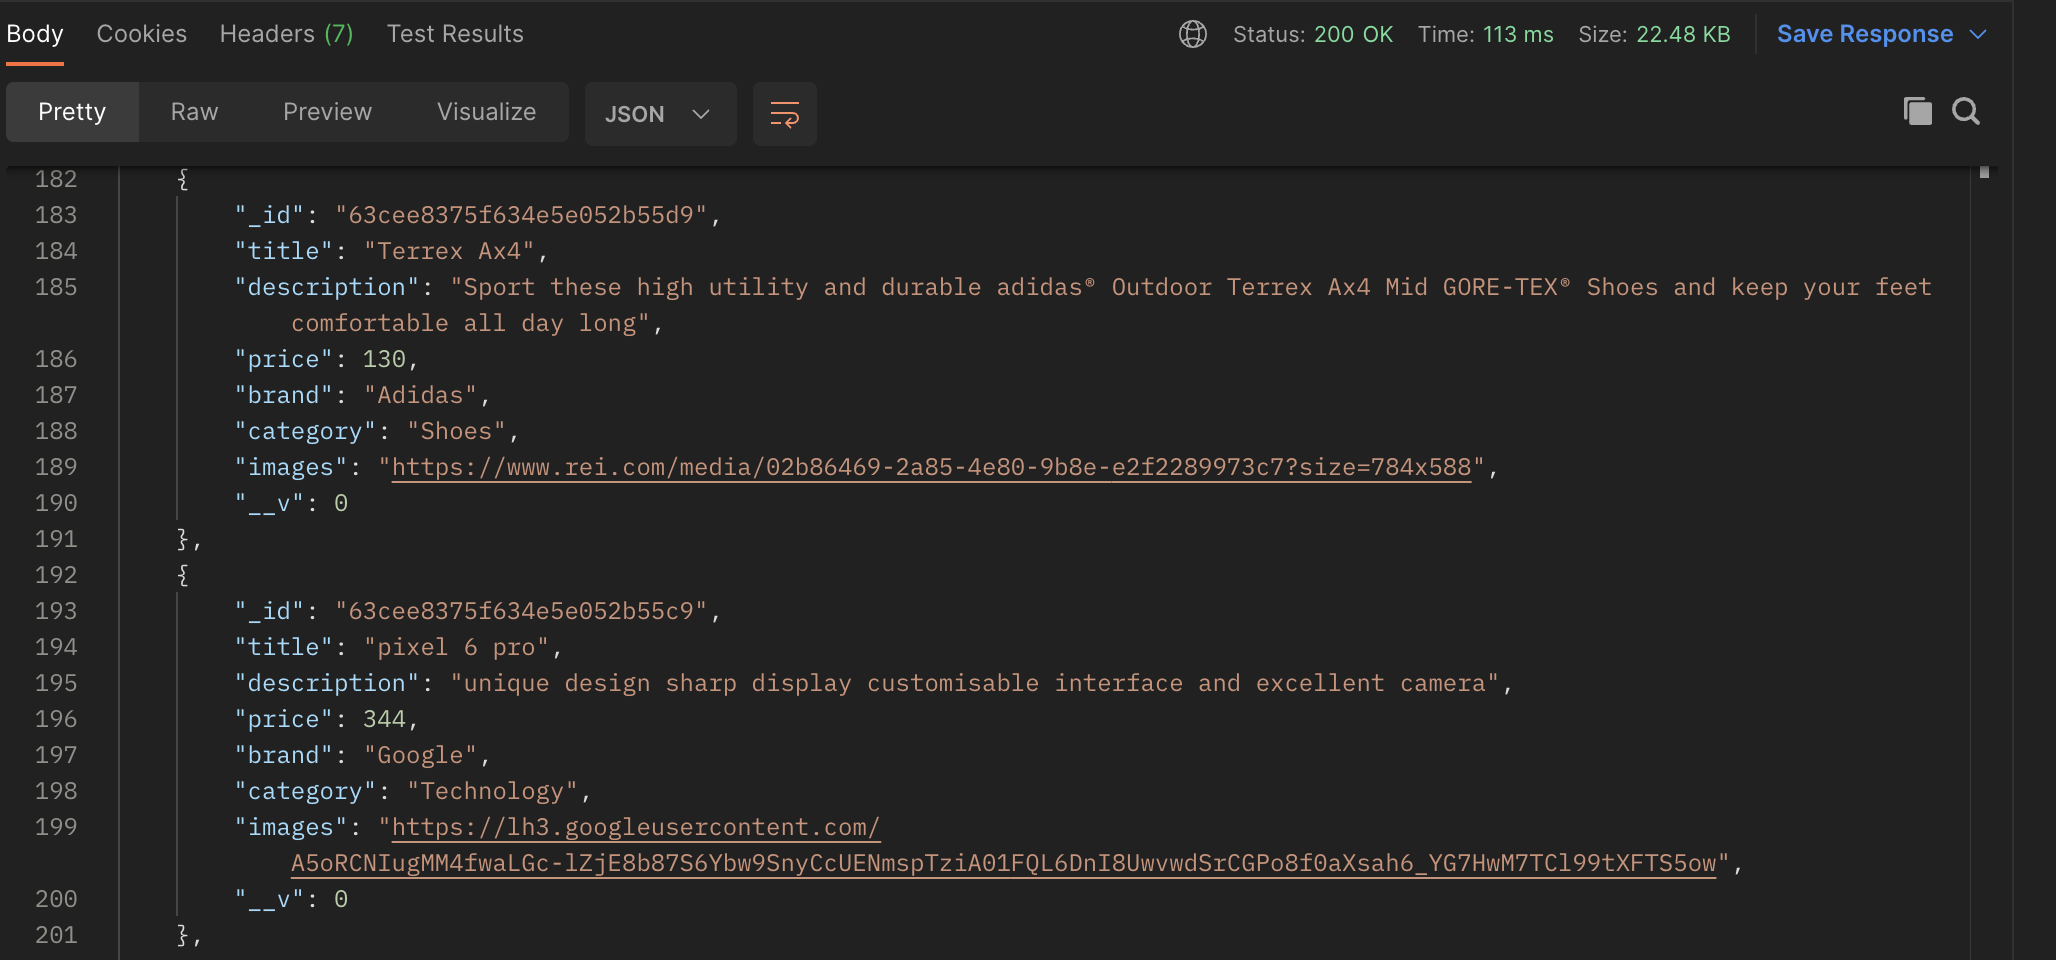 Body Cookies Headers (7) Test Results Status: 200 OK Time: 113 ms Size: 22.48 KB Save Response
Pretty Raw Preview Visualize JSON
182 {
183 "_id": "63cee8375f634e5e052b55d9",
184 "title": "Terrex Ax4",
185 "description": "Sport these high utility and durable adidas® Outdoor Terrex Ax4 Mid GORE-TEX® Shoes and keep your feet
comfortable all day long",
186 "price": 130,
187 "brand": "Adidas",
188 "category": "Shoes",
189 "images": "https://www.rei.com/media/02b86469-2a85-4e80-9b8e-e2f2289973c7?size=784x588",
190 "__v": 0
191 },
192 {
193 "_id": "63cee8375f634e5e052b55c9",
194 "title": "pixel 6 pro",
195 "description": "unique design sharp display customisable interface and excellent camera",
196 "price": 344,
197 "brand": "Google",
198 "category": "Technology",
199 "images": "https://lh3.googleusercontent.com/
A5oRCNIugMM4fwaLGc-lZjE8b87S6Ybw9SnyCcUENmspTziA01FQL6DnI8UwvwdSrCGPo8f0aXsah6_YG7HwM7TCl99tXFTS5ow",
200 "__v": 0
201 },